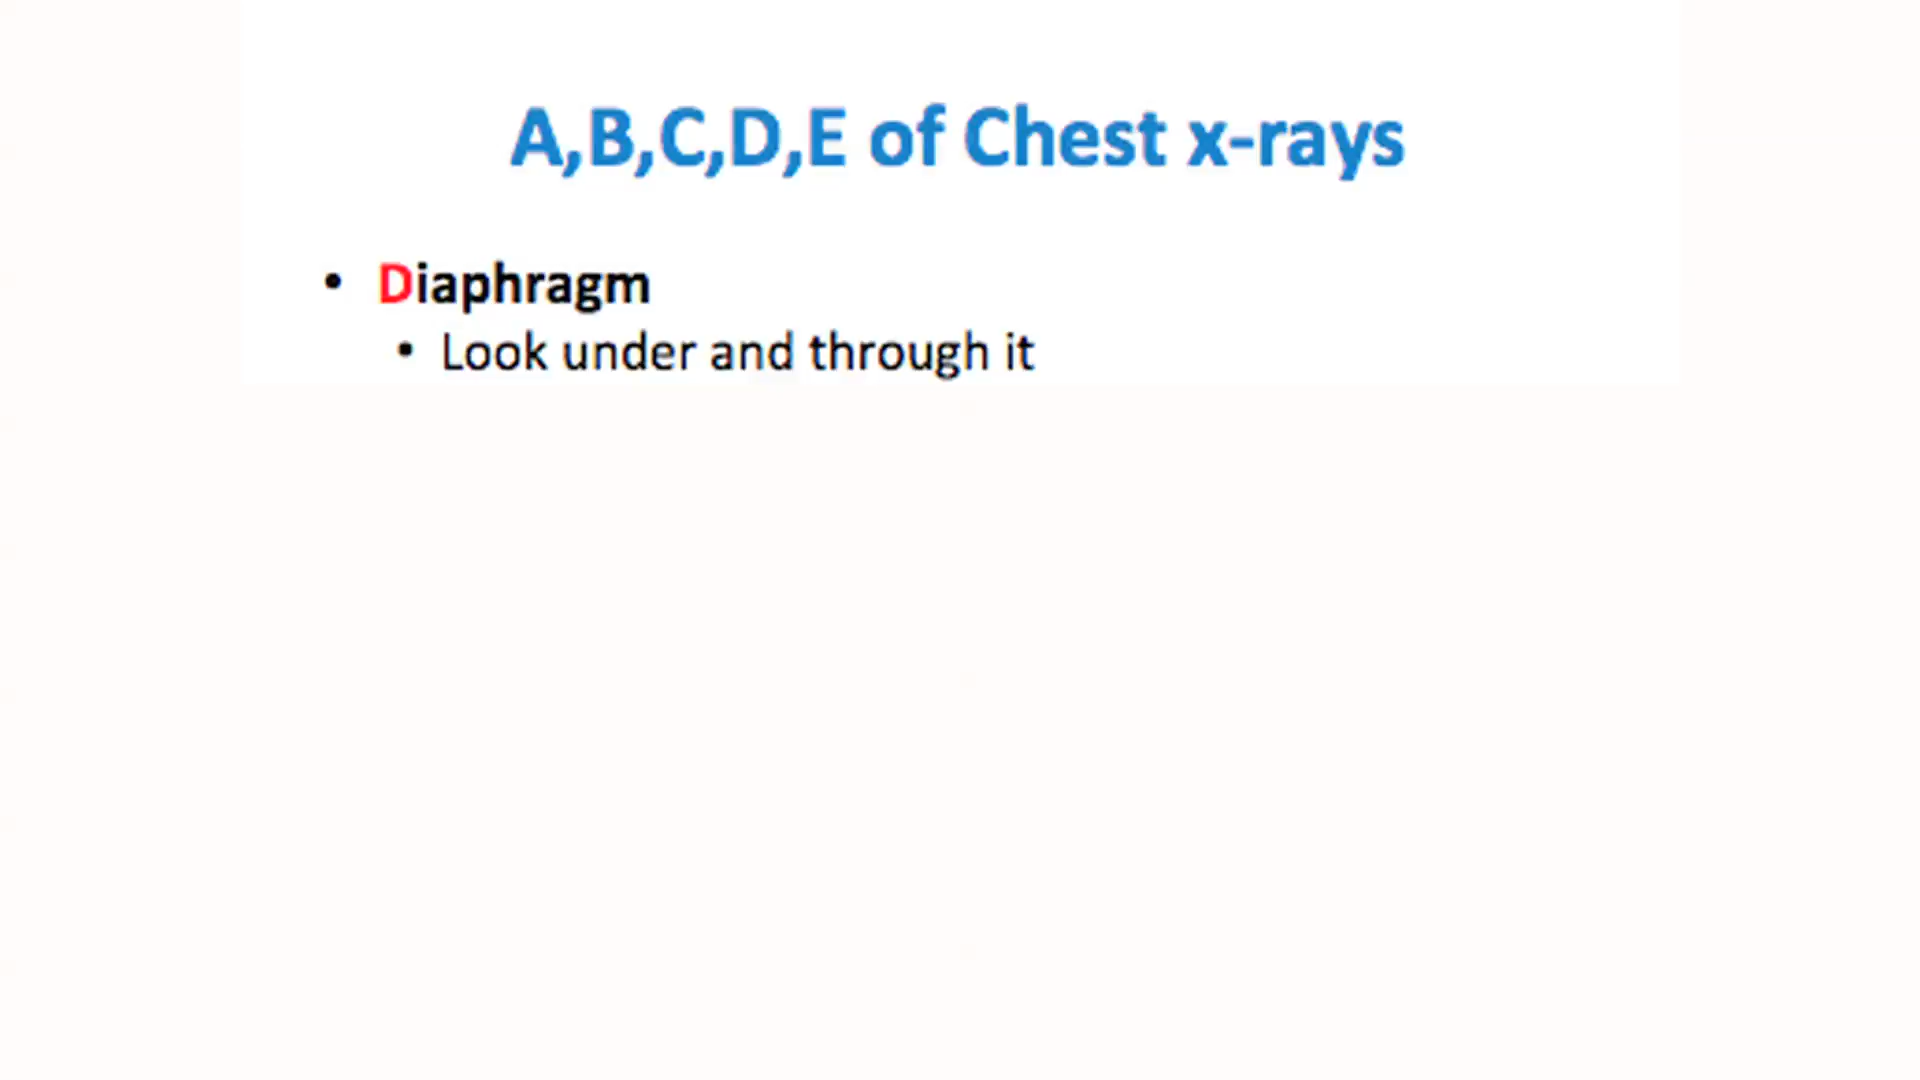 A,B,C,D,E of Chest x-rays
• Diaphragm
• Look under and through it